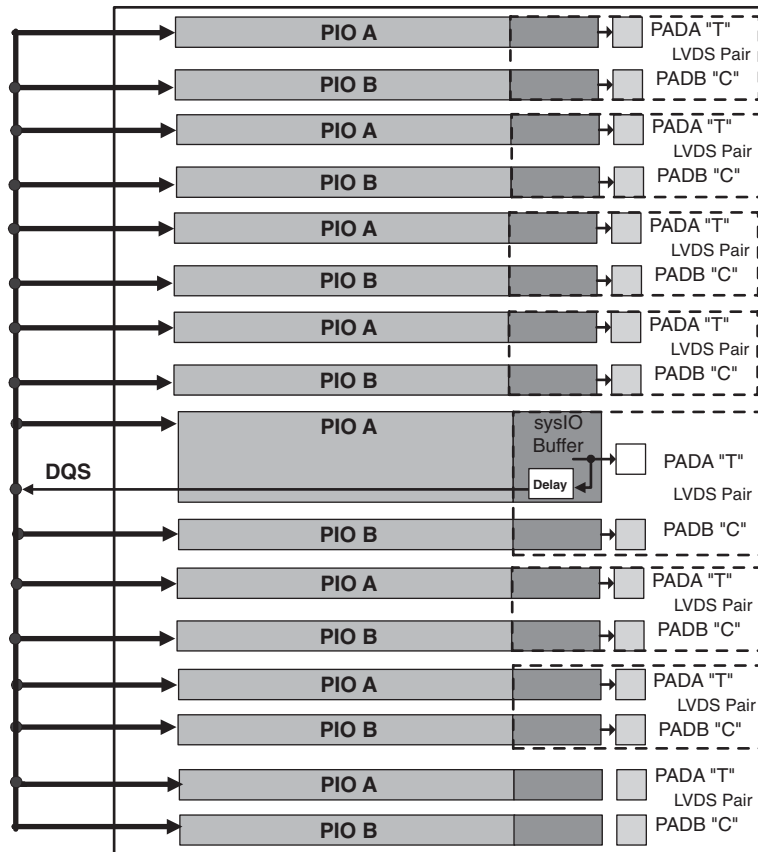 PIO A
PADA "T"
LVDS Pair
PIO B
PADB "C"
PIO A
PADA "T"
LVDS Pair
PIO B
PADB "C"
PIO A
PADA "T"
LVDS Pair
PIO B
PADB "C"
PIO A
PADA "T"
LVDS Pair
PIO B
PADB "C"
PIO A
sysIO
Buffer
PADA "T"
DQS
Delay
LVDS Pair
PIO B
PADB "C"
PIO A
PADA "T"
LVDS Pair
PIO B
PADB "C"
PIO A
PADA "T"
LVDS Pair
PIO B
PADB "C"
PIO A
PADA "T"
LVDS Pair
PIO B
PADB "C"